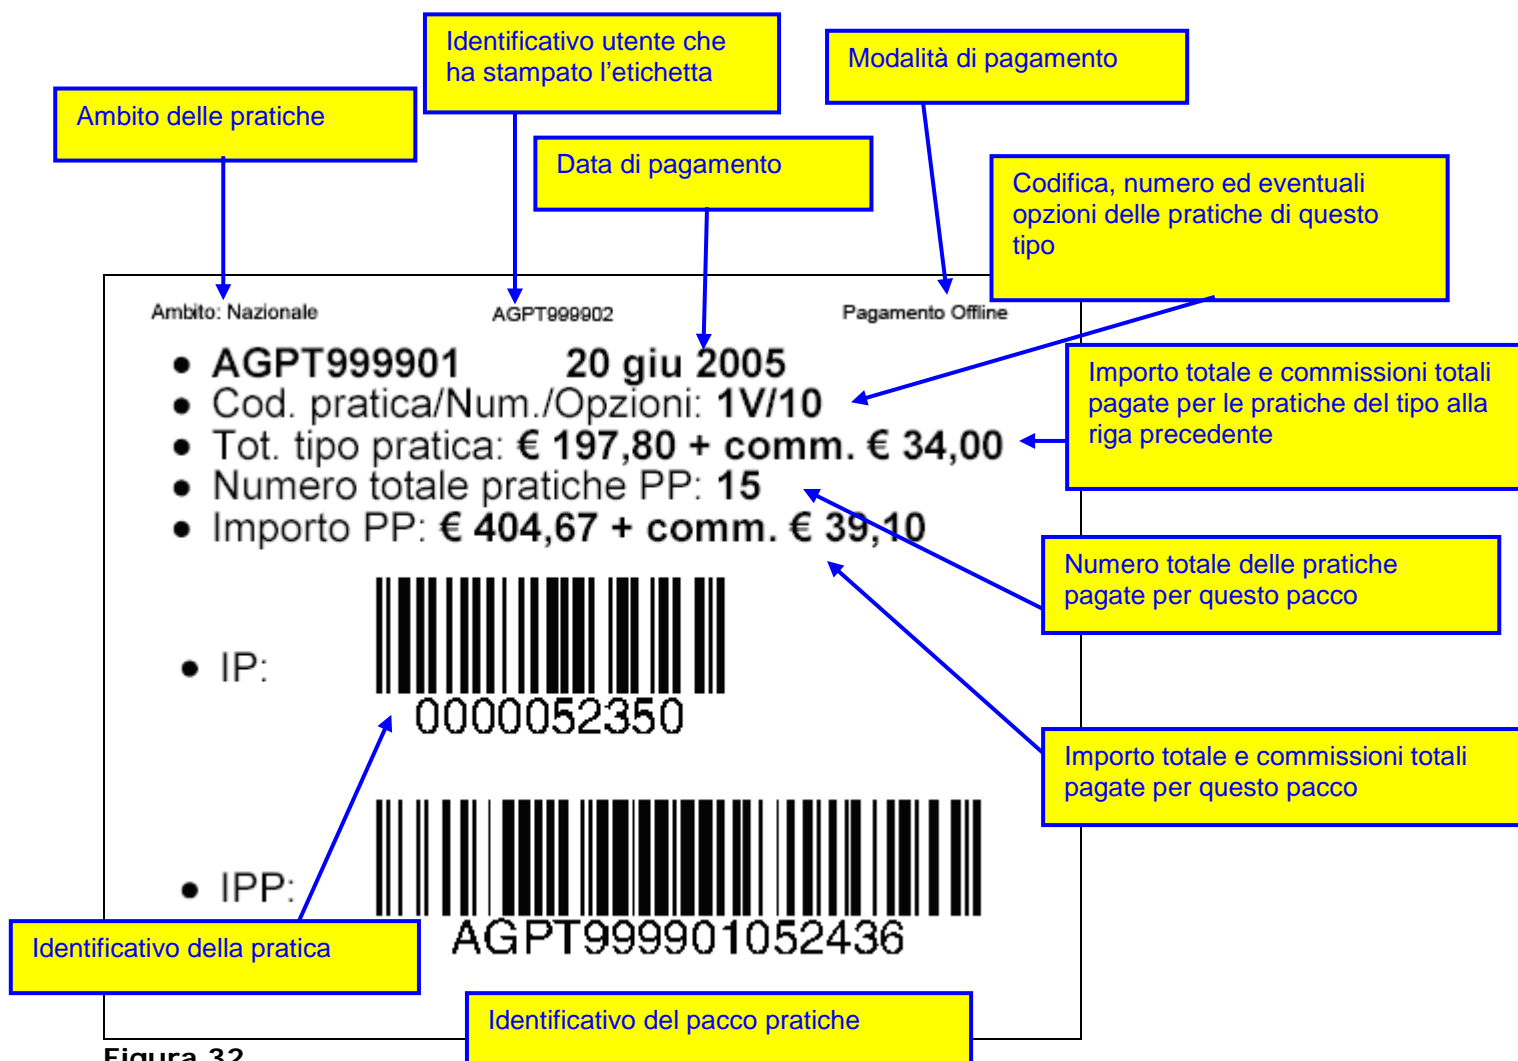 Identificativo utente che
ha stampato l’etichetta
Modalità di pagamento
Ambito delle pratiche
Data di pagamento
Codifica, numero ed eventuali
opzioni delle pratiche di questo
tipo
Ambito: Nazionale AGPT999902 Pagamento Offline
• AGPT999901 20 giu 2005
• Cod. pratica/Num./Opzioni: 1V/10
• Tot. tipo pratica: € 197,80 + comm. € 34,00
• Numero totale pratiche PP: 15
• Importo PP: € 404,67 + comm. € 39,10
Importo totale e commissioni totali
pagate per le pratiche del tipo alla
riga precedente
Numero totale delle pratiche
pagate per questo pacco
• IP:
0000052350
Importo totale e commissioni totali
pagate per questo pacco
• IPP:
AGPT999901052436
Identificativo della pratica
Identificativo del pacco pratiche
Figura 32